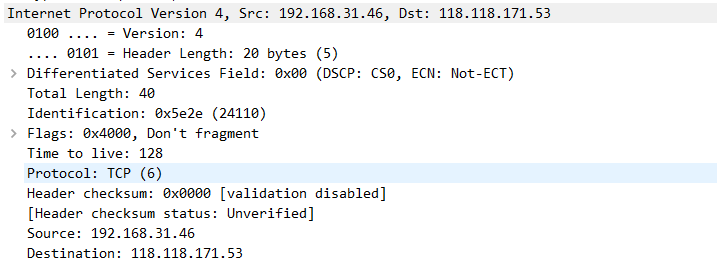 Internet Protocol Version 4, Src: 192.168.31.46, Dst: 118.118.171.53
0100 .... = Version: 4
.... 0101 = Header Length: 20 bytes (5)
Differentiated Services Field: 0x00 (DSCP: CS0, ECN: Not-ECT)
Total Length: 40
Identification: 0x5e2e (24110)
Flags: 0x4000, Don't fragment
Time to live: 128
Protocol: TCP (6)
Header checksum: 0x0000 [validation disabled]
[Header checksum status: Unverified]
Source: 192.168.31.46
Destination: 118.118.171.53